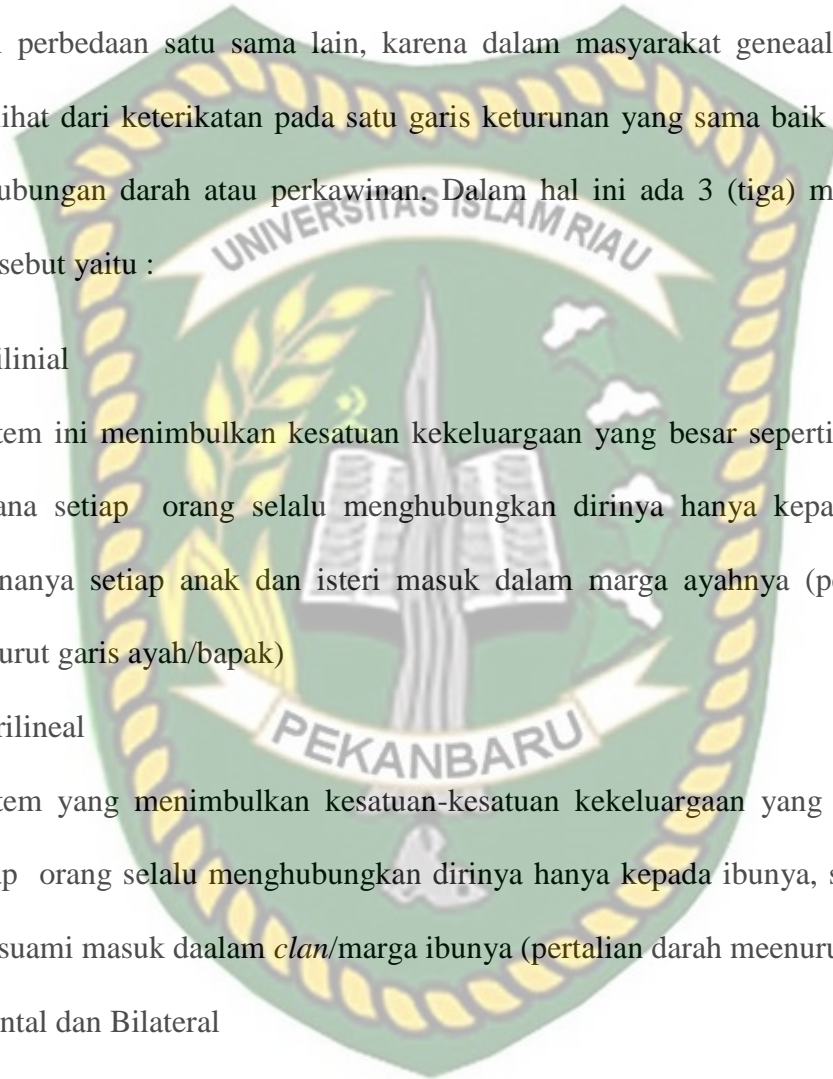 perbedaan satu sama lain, karena dalam masyarakat geneaal
lihat dari keterikatan pada satu garis keturunan yang sama baik
ubungan darah atau perkawinan. Dalam hal ini ada 3 (tiga) m
sebut yaitu :
UNIVERSITAS ISLAM RIAU
ilinial
tem ini menimbulkan kesatuan kekeluargaan yang besar seperti
ana setiap orang selalu menghubungkan dirinya hanya kepa
nanya setiap anak dan isteri masuk dalam marga ayahnya (p
urut garis ayah/bapak)
rilineal
PEKANBARU
tem yang menimbulkan kesatuan-kesatuan kekeluargaan yang
ap orang selalu menghubungkan dirinya hanya kepada ibunya, s
suami masuk daalam clan/marga ibunya (pertalian darah meenuru
ntal dan Bilateral